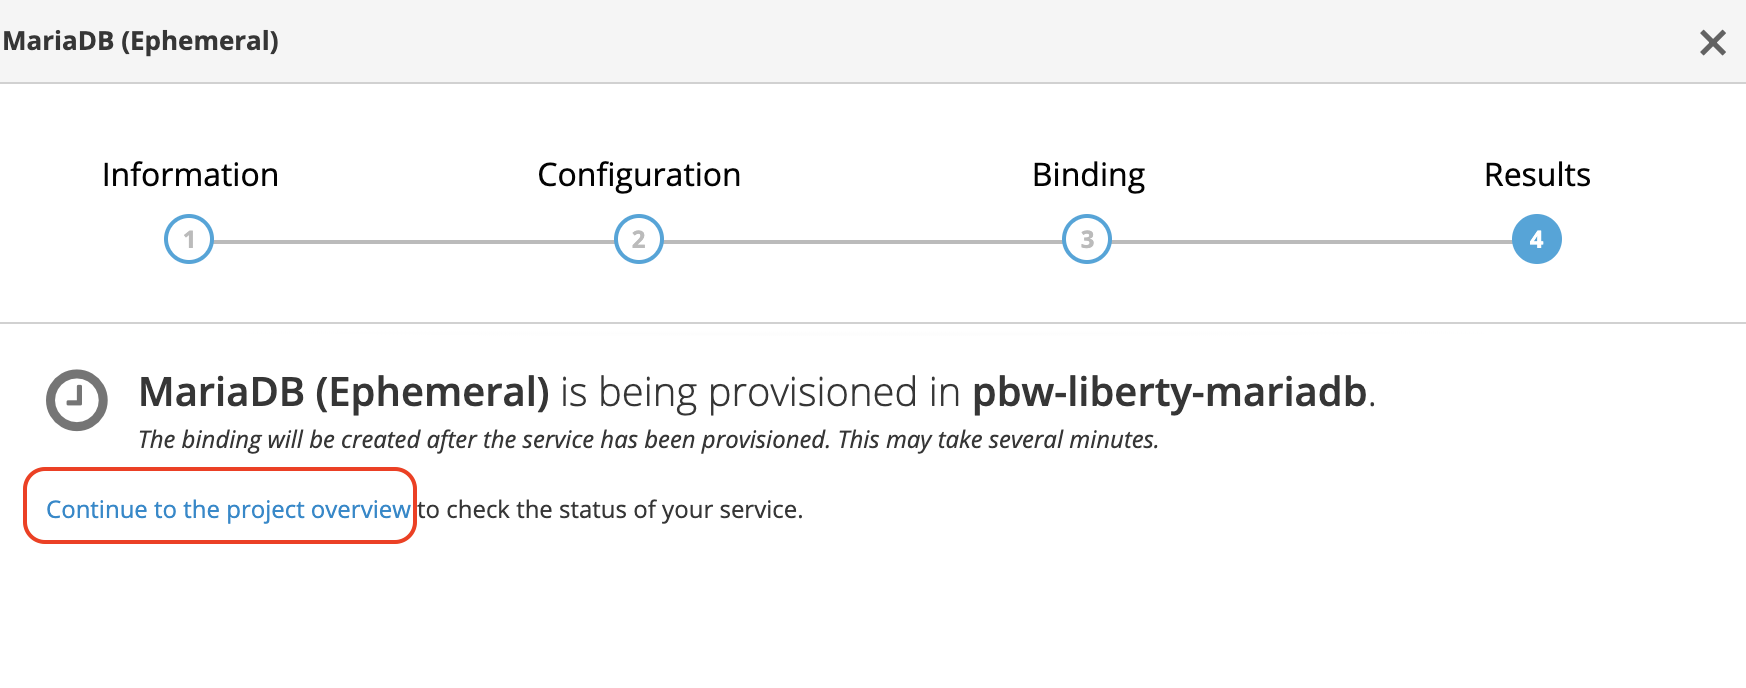 MariaDB (Ephemeral)
Information Configuration Binding Results
1 2 3 4
MariaDB (Ephemeral) is being provisioned in pbw-liberty-mariadb.
The binding will be created after the service has been provisioned. This may take several minutes.
Continue to the project overview to check the status of your service.